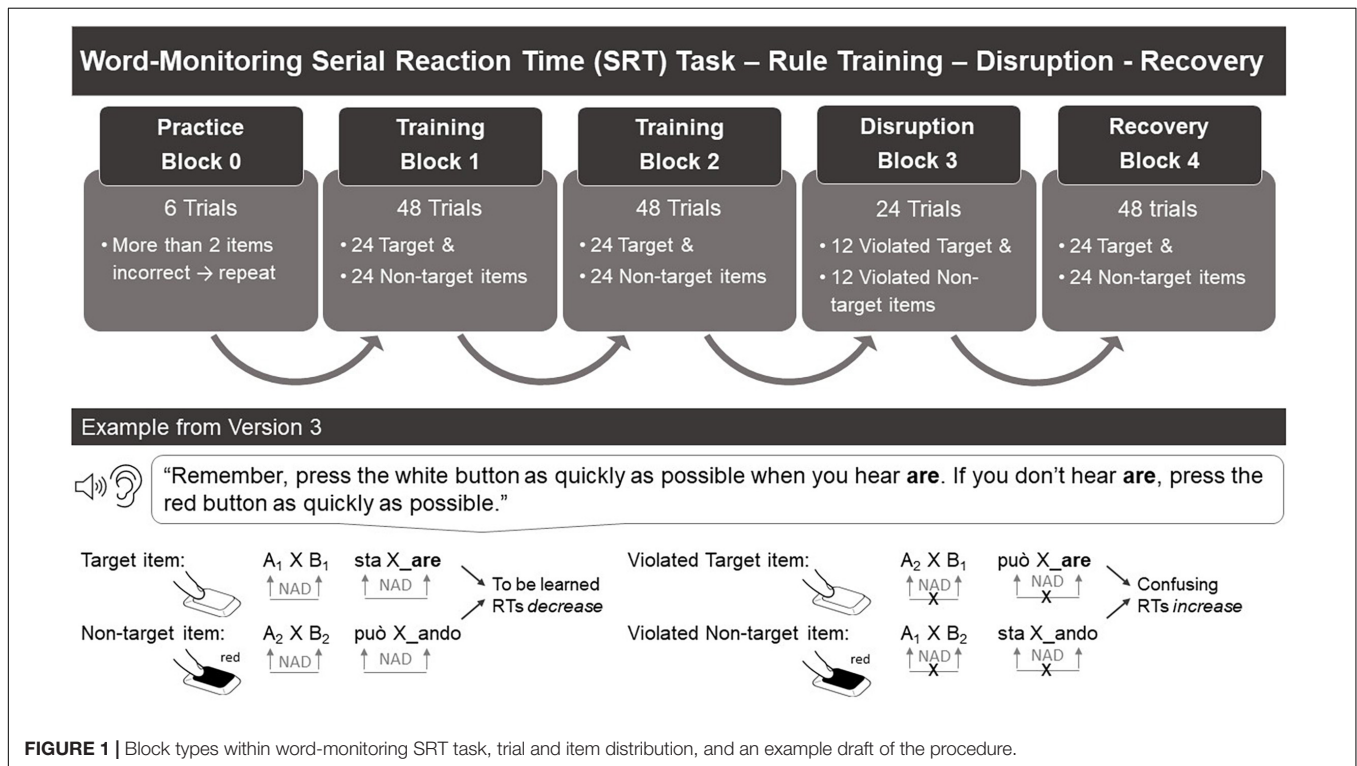 Word-Monitoring Serial Reaction Time (SRT) Task – Rule Training – Disruption - Recovery
Practice
Block 0
6 Trials
• More than 2 items
incorrect → repeat
Training
Block 1
48 Trials
• 24 Target &
• 24 Non-target items
Training
Block 2
48 Trials
• 24 Target &
• 24 Non-target items
Disruption
Block 3
24 Trials
• 12 Violated Target &
• 12 Violated Non-
target items
Recovery
Block 4
48 trials
• 24 Target &
• 24 Non-target items
Example from Version 3
“Remember, press the white button as quickly as possible when you hear are. If you don’t hear are, press the
red button as quickly as possible.”
Target item:
A₁ X B₁
NAD
sta X_are
NAD
To be learned
RTs decrease
Non-target item:
red
A₂ X B₂
NAD
può X_ando
NAD
Violated Target item:
A₂ X B₁
NAD
X
può X_are
NAD
X
Confusing
RTs increase
Violated Non-target item:
red
A₁ X B₂
NAD
X
sta X_ando
NAD
X
FIGURE 1 | Block types within word-monitoring SRT task, trial and item distribution, and an example draft of the procedure.